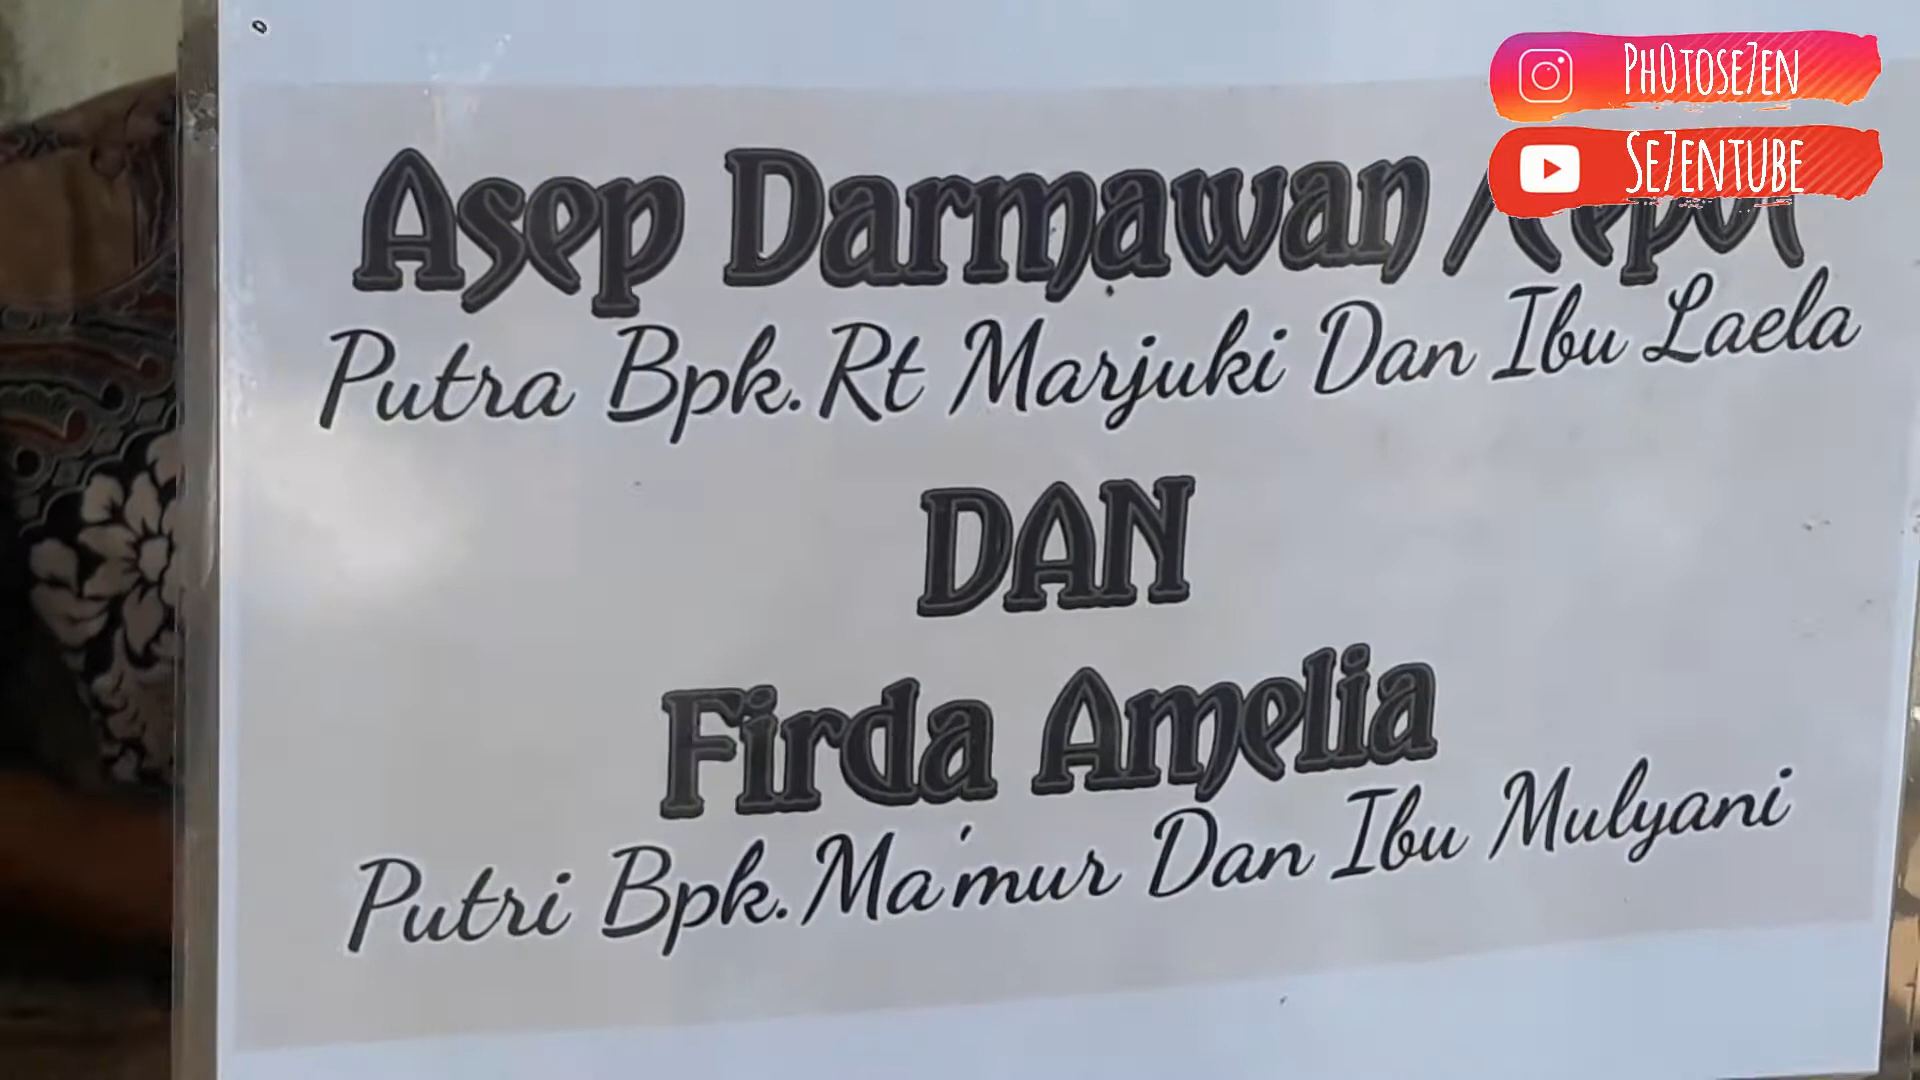 PH0TOSE7EN
SE7ENTUBE
Asep Darmawan
Putra Bpk.Rt Marjuki Dan Ibu Laela
DAN
Firda Amelia
Putri Bpk.Ma'mur Dan Ibu Mulyani